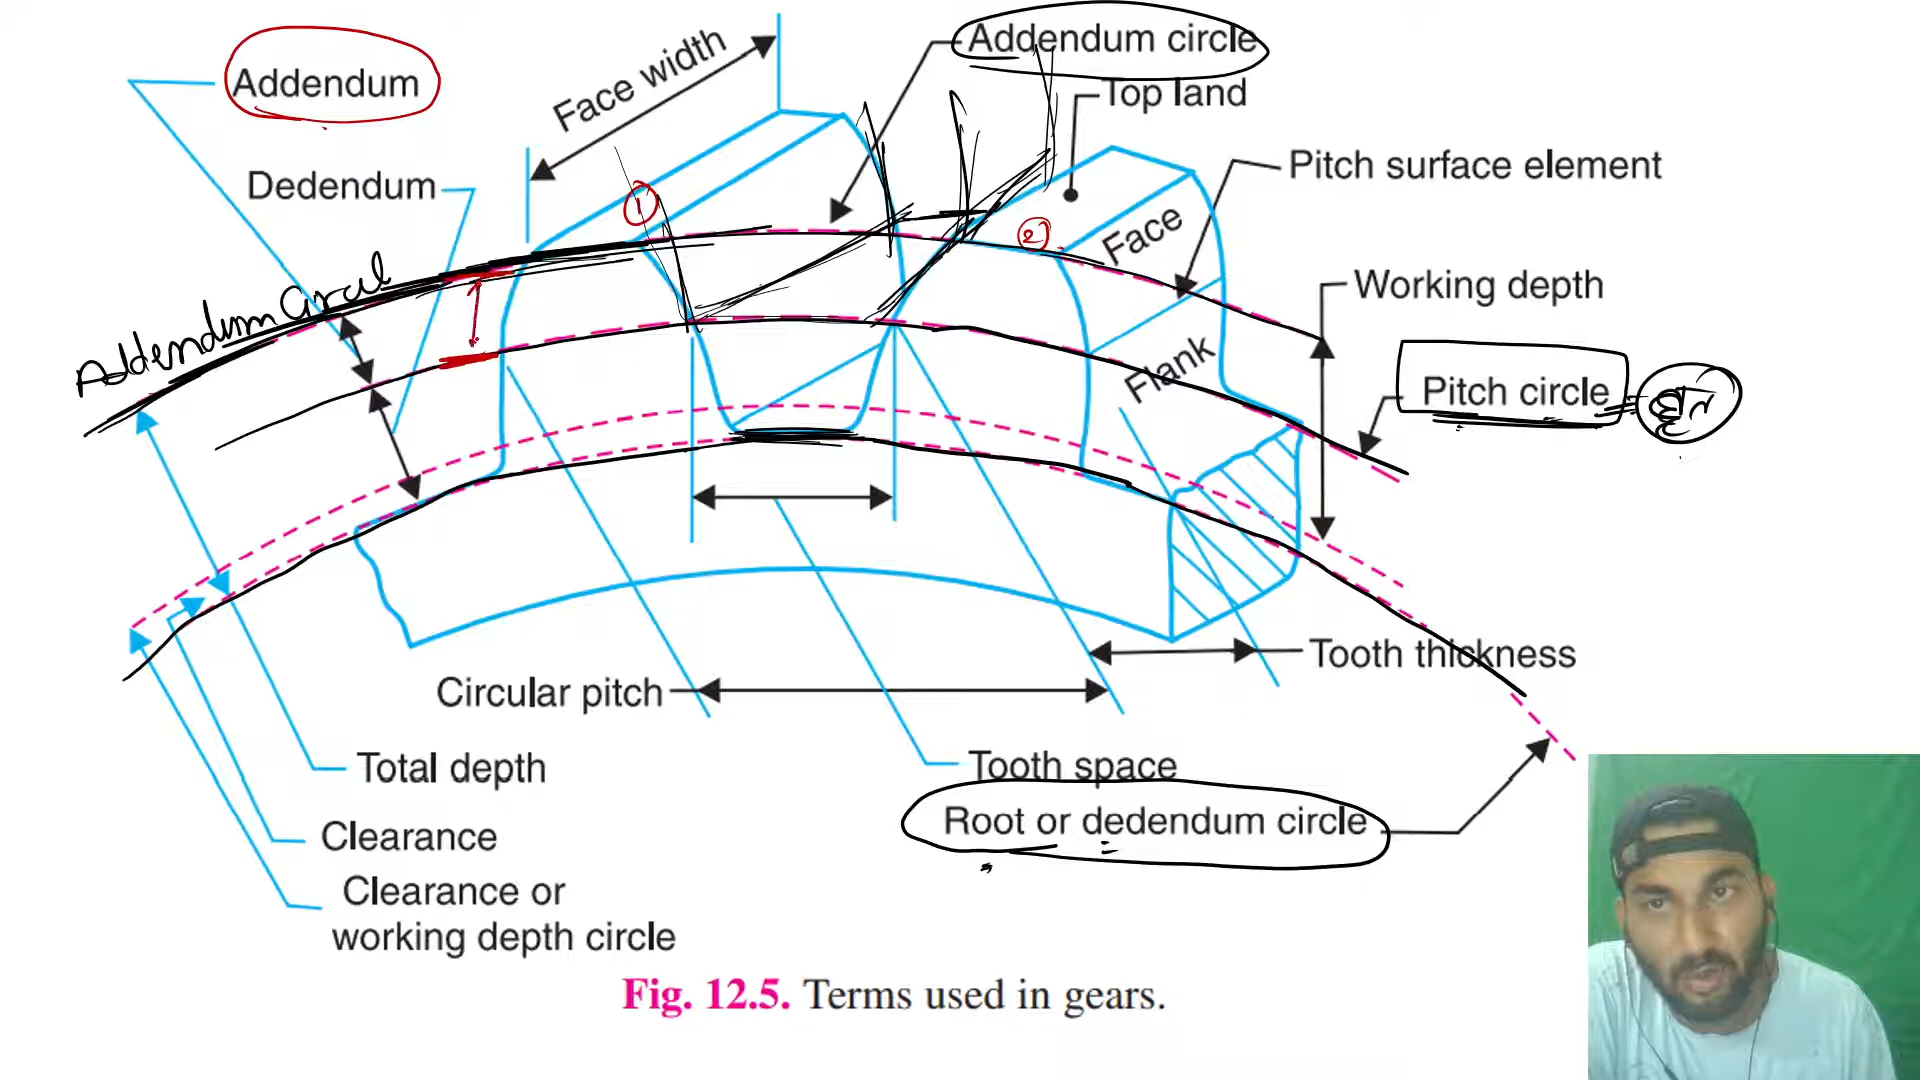 Addendum
Face width
Addendum circle
Top land
Dedendum
Pitch surface element
1
2
Face
Addendum
Working depth
Flank
Pitch circle
Circular pitch
Tooth thickness
Total depth
Tooth space
Root or dedendum circle
Clearance
Clearance or
working depth circle
Fig. 12.5. Terms used in gears.